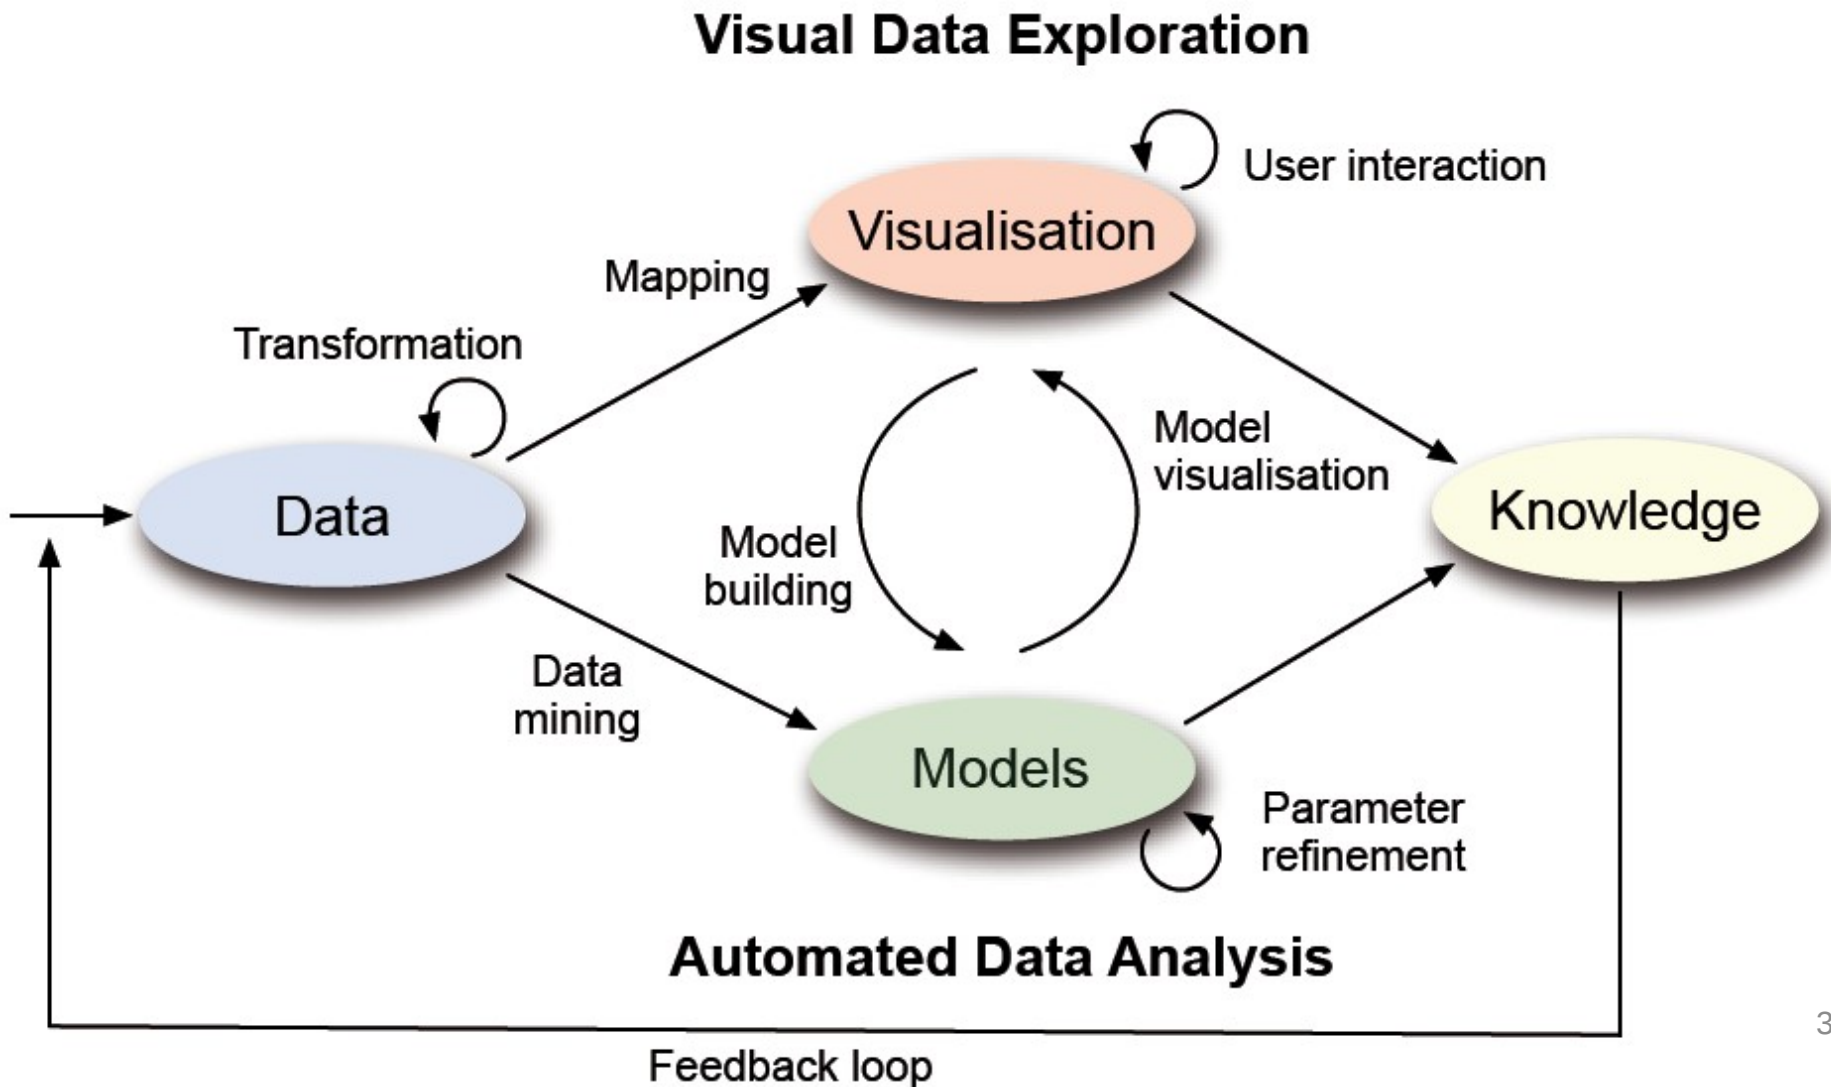 Visual Data Exploration
User interaction
Visualisation
Mapping
Transformation
Model
visualisation
Data
Knowledge
Model
building
Data
mining
Models
Parameter
refinement
Automated Data Analysis
3
Feedback loop